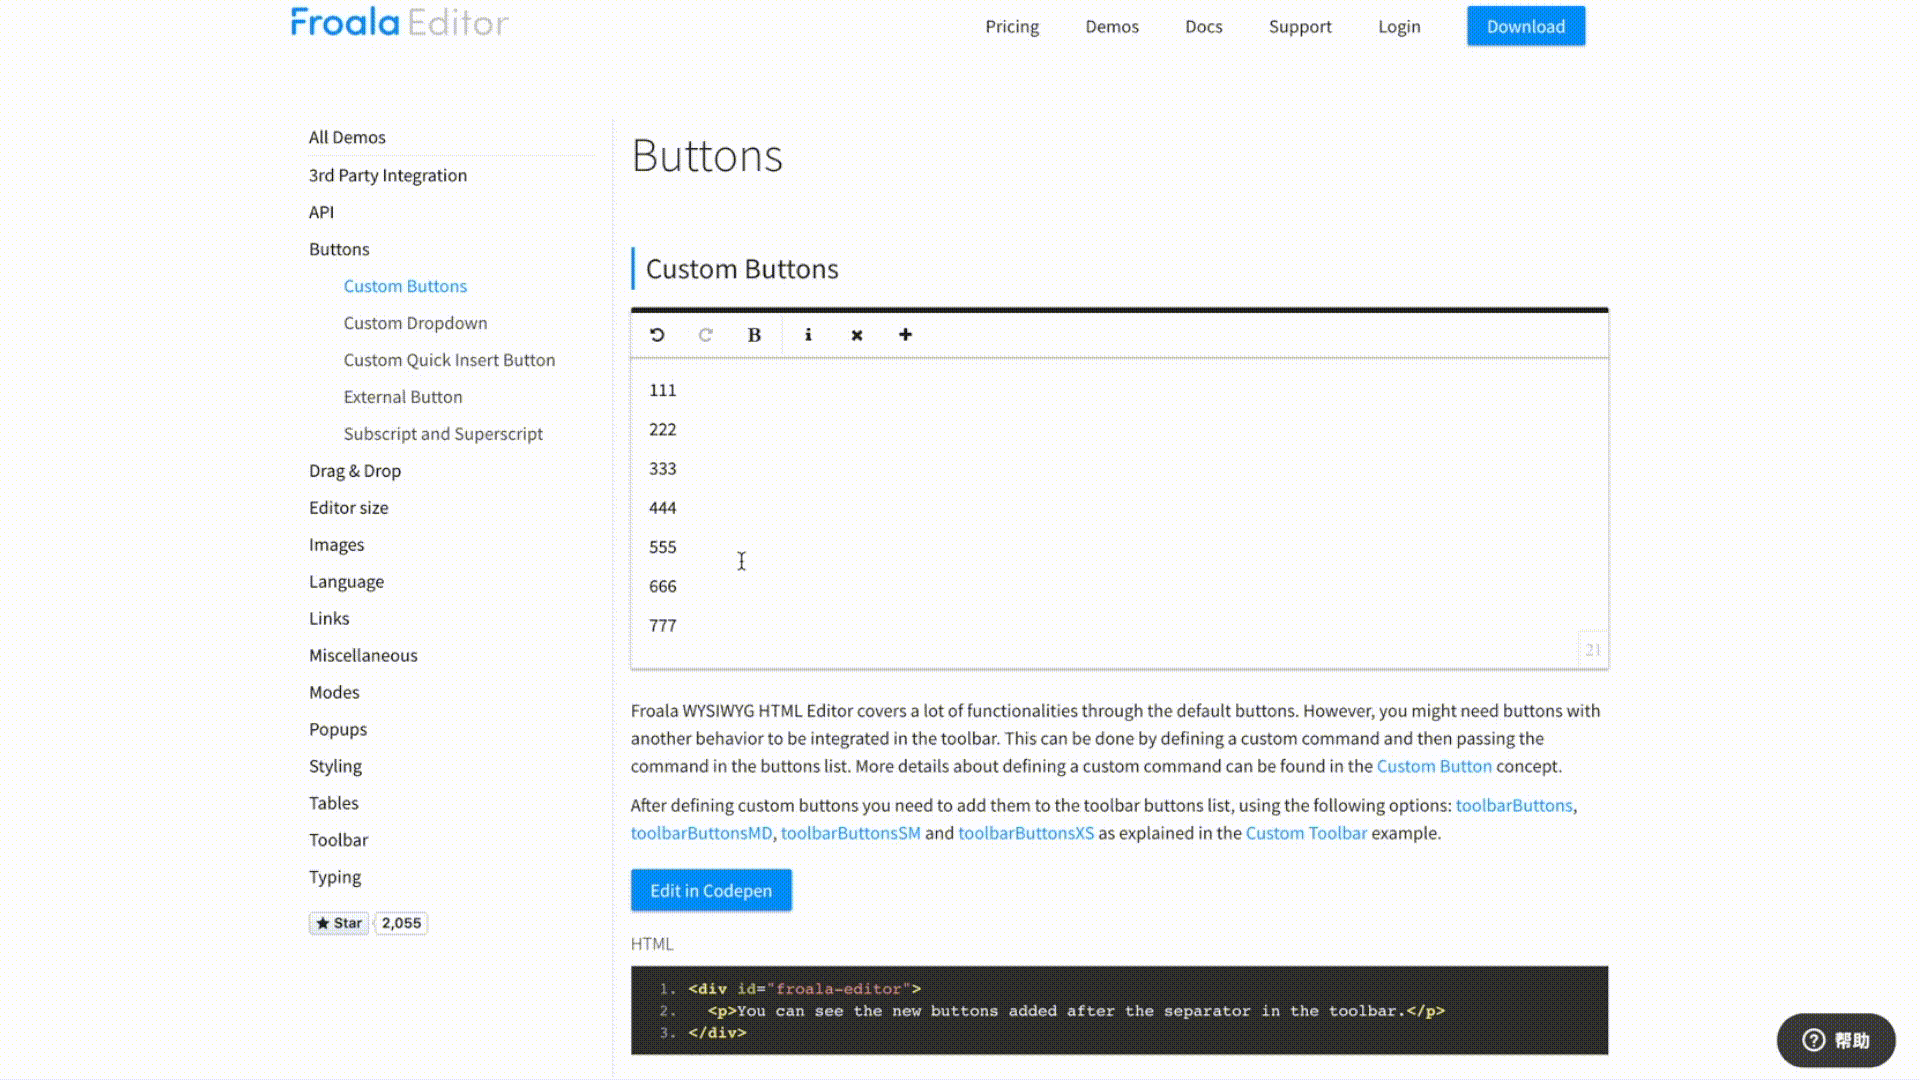 Froala Editor
Pricing
Demos
Docs
Support
Login
Download
All Demos
3rd Party Integration
API
Buttons
Custom Buttons
Custom Dropdown
Custom Quick Insert Button
External Button
Subscript and Superscript
Drag & Drop
Editor size
Images
Language
Links
Miscellaneous
Modes
Popups
Styling
Tables
Toolbar
Typing
Star
2,055
Buttons
Custom Buttons
B
111
222
333
444
555
666
777
21
Froala WYSIWYG HTML Editor covers a lot of functionalities through the default buttons. However, you might need buttons with
another behavior to be integrated in the toolbar. This can be done by defining a custom command and then passing the
command in the buttons list. More details about defining a custom command can be found in the Custom Button concept.
After defining custom buttons you need to add them to the toolbar buttons list, using the following options: toolbarButtons,
toolbarButtonsMD, toolbarButtonsSM and toolbarButtonsXS as explained in the Custom Toolbar example.
Edit in Codepen
HTML
1. <div id="froala-editor">
2. <p>You can see the new buttons added after the separator in the toolbar.</p>
3. </div>
帮助